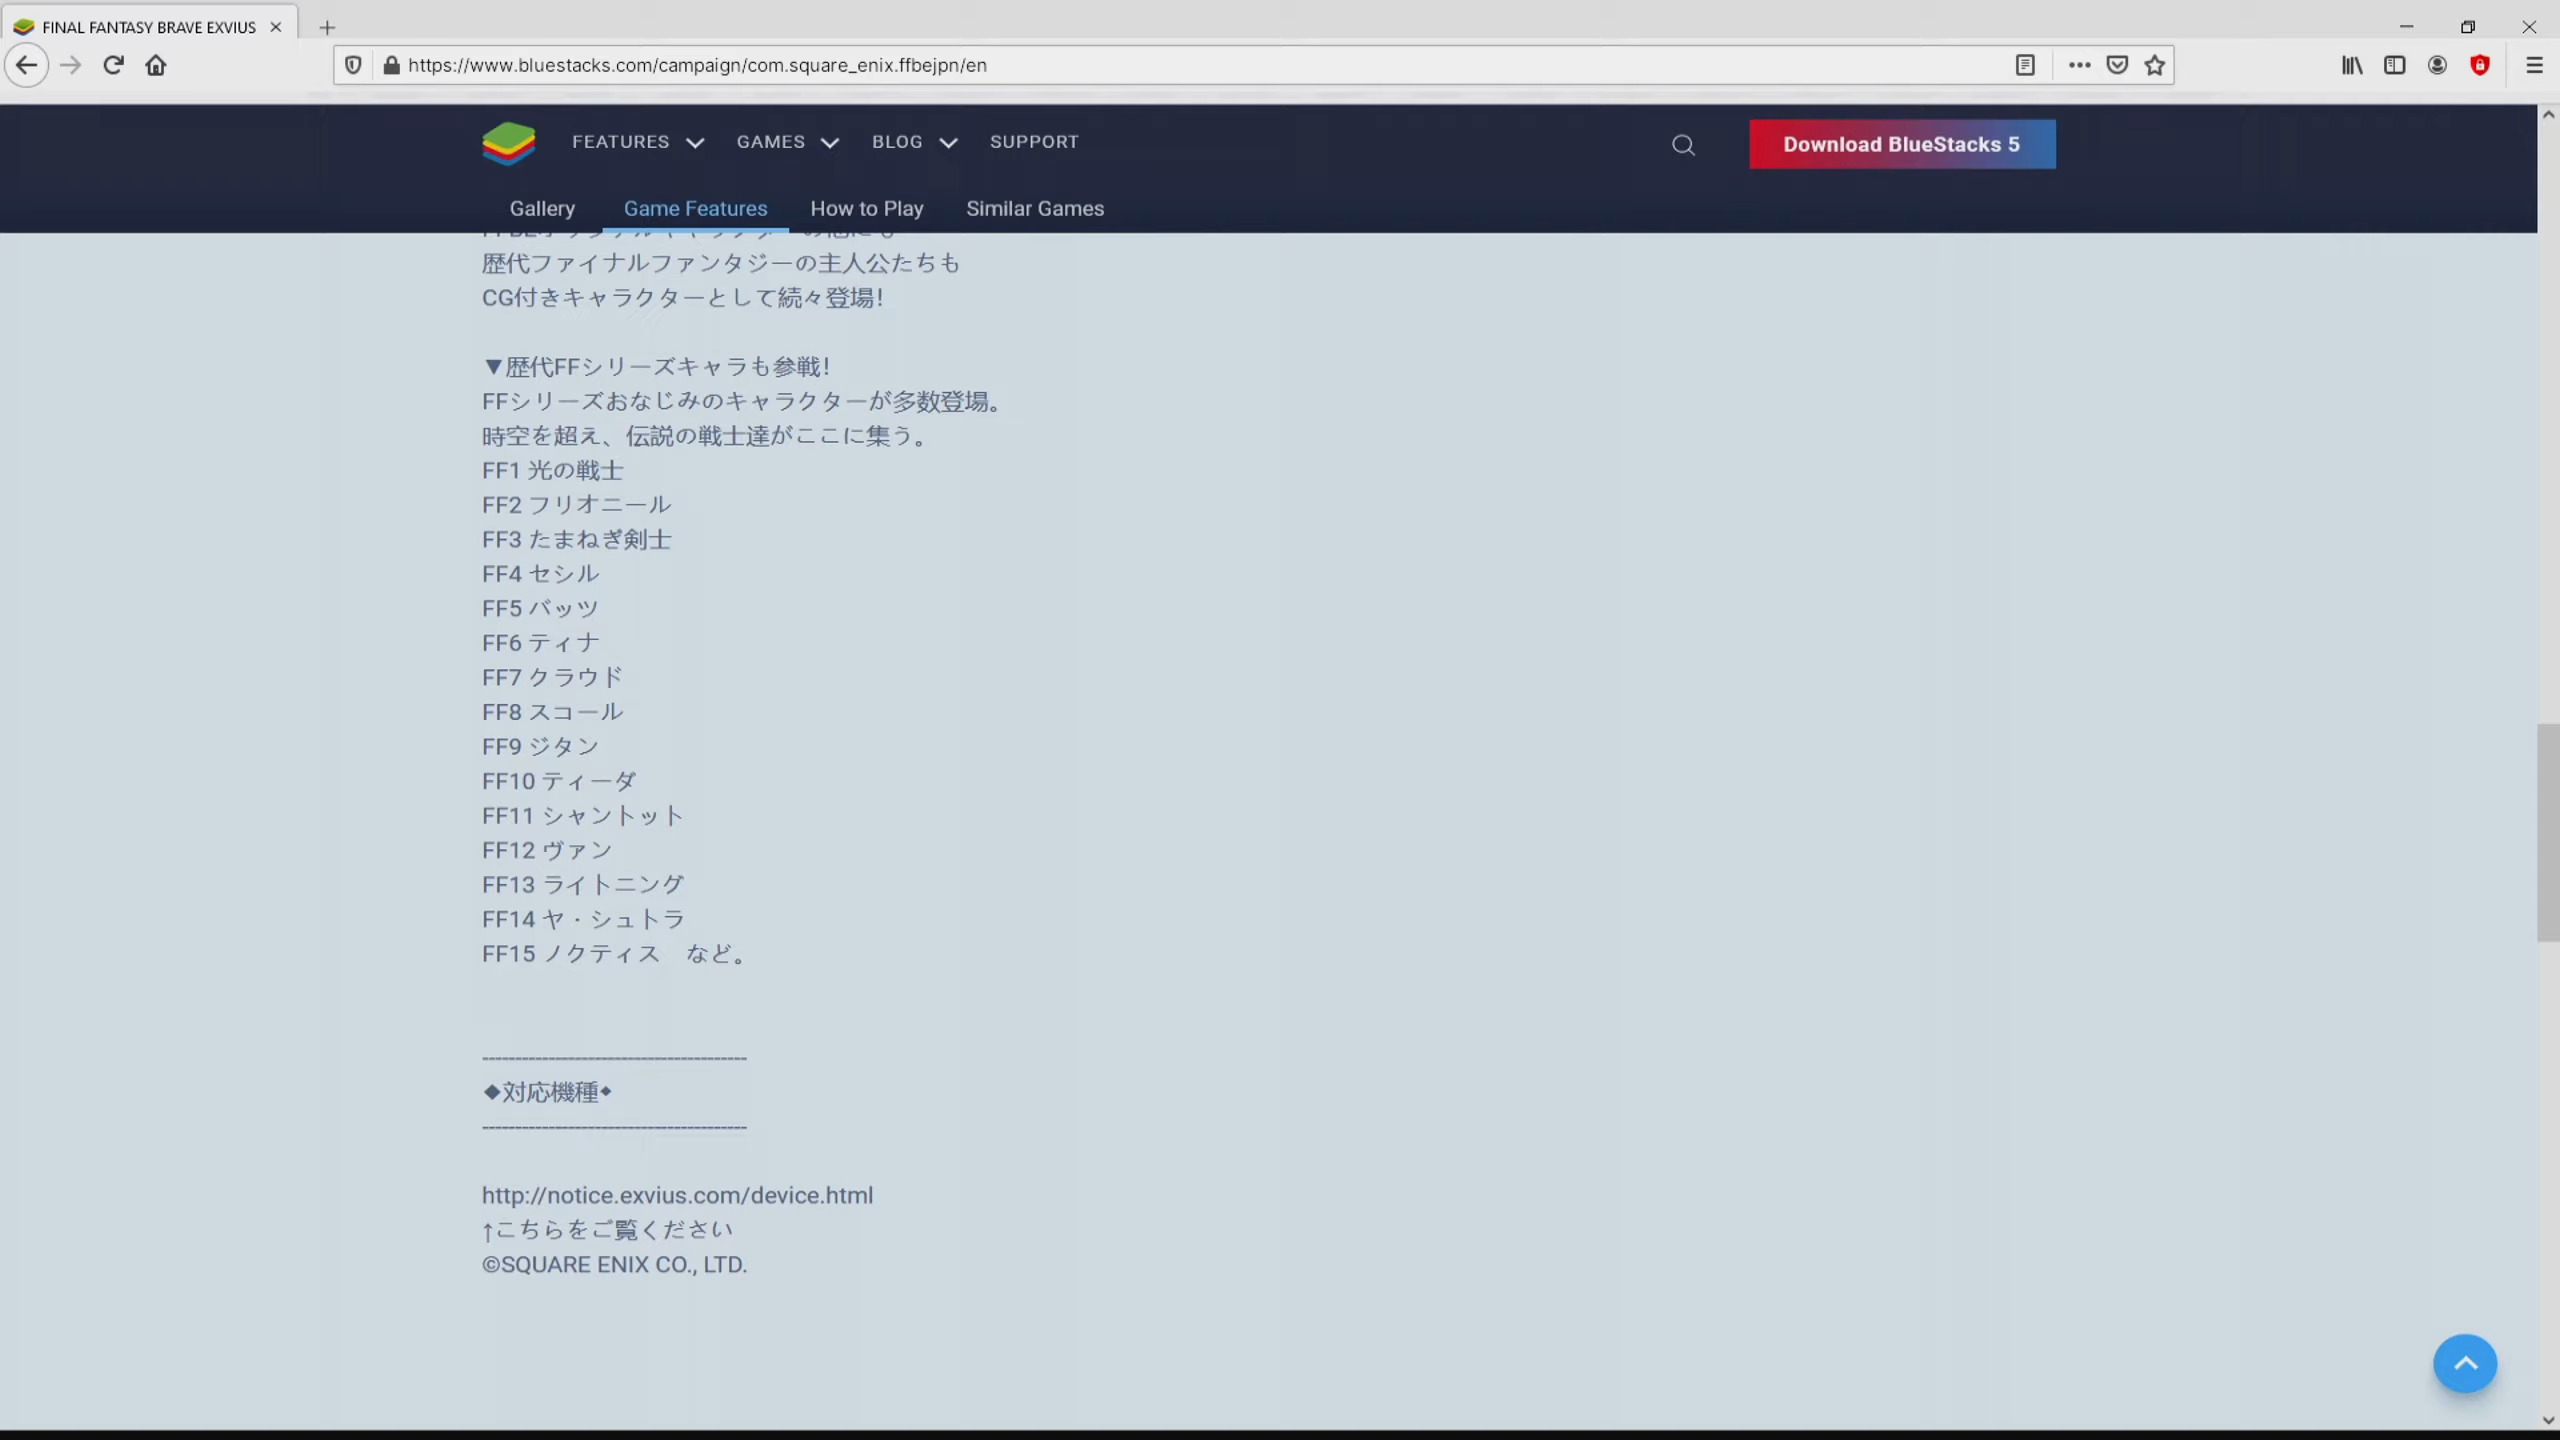 FINAL FANTASY BRAVE EXVIUS
https://www.bluestacks.com/campaign/com.square_enix.ffbejpn/en
FEATURES GAMES BLOG SUPPORT
Download BlueStacks 5
Gallery Game Features How to Play Similar Games
歴代ファイナルファンタジーの主人公たちも
CG付きキャラクターとして続々登場!
▼歴代FFシリーズキャラも参戦!
FFシリーズおなじみのキャラクターが多数登場。
時空を超え、伝説の戦士達がここに集う。
FF1 光の戦士
FF2 フリオニール
FF3 たまねぎ剣士
FF4 セシル
FF5 バッツ
FF6 ティナ
FF7 クラウド
FF8 スコール
FF9 ジタン
FF10 ティーダ
FF11 シャントット
FF12 ヴァン
FF13 ライトニング
FF14 ヤ・シュトラ
FF15 ノクティス　など。
----------------------------------------
◆対応機種◆
----------------------------------------
http://notice.exvius.com/device.html
↑こちらをご覧ください
©SQUARE ENIX CO., LTD.